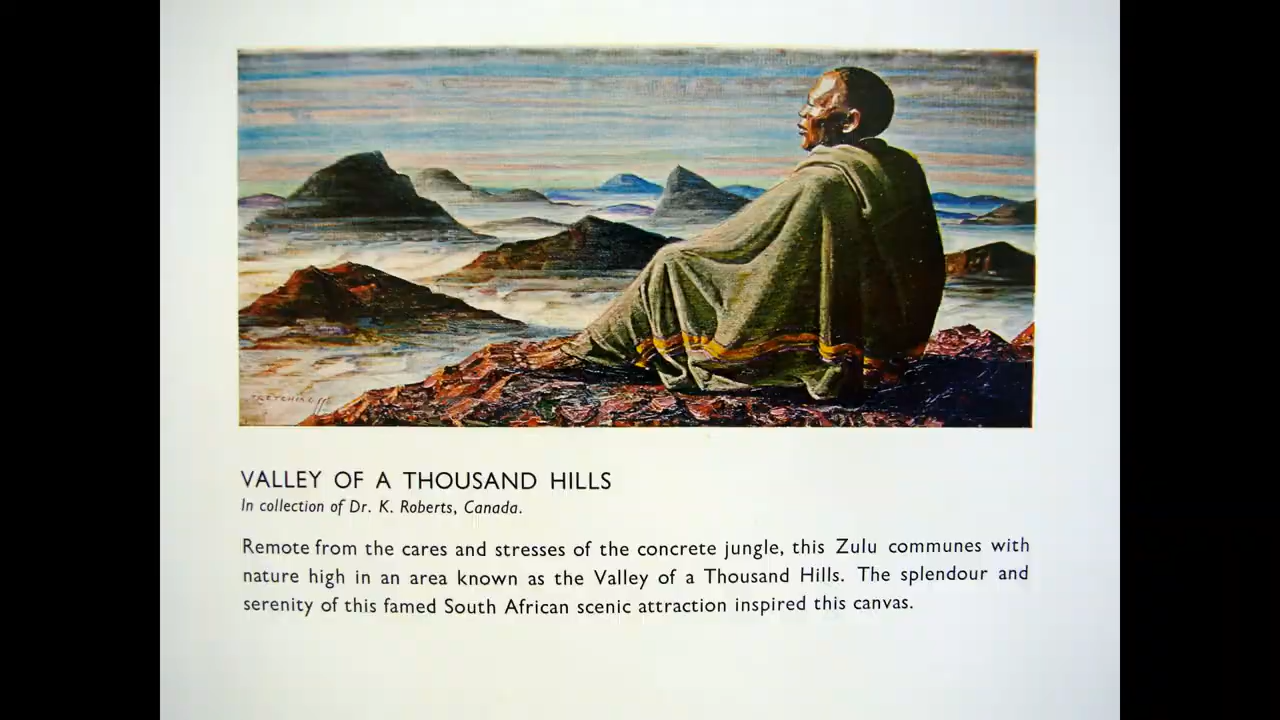 TRETCHIKOFF
VALLEY OF A THOUSAND HILLS
In collection of Dr. K. Roberts, Canada.
Remote from the cares and stresses of the concrete jungle, this Zulu communes with
nature high in an area known as the Valley of a Thousand Hills. The splendour and
serenity of this famed South African scenic attraction inspired this canvas.